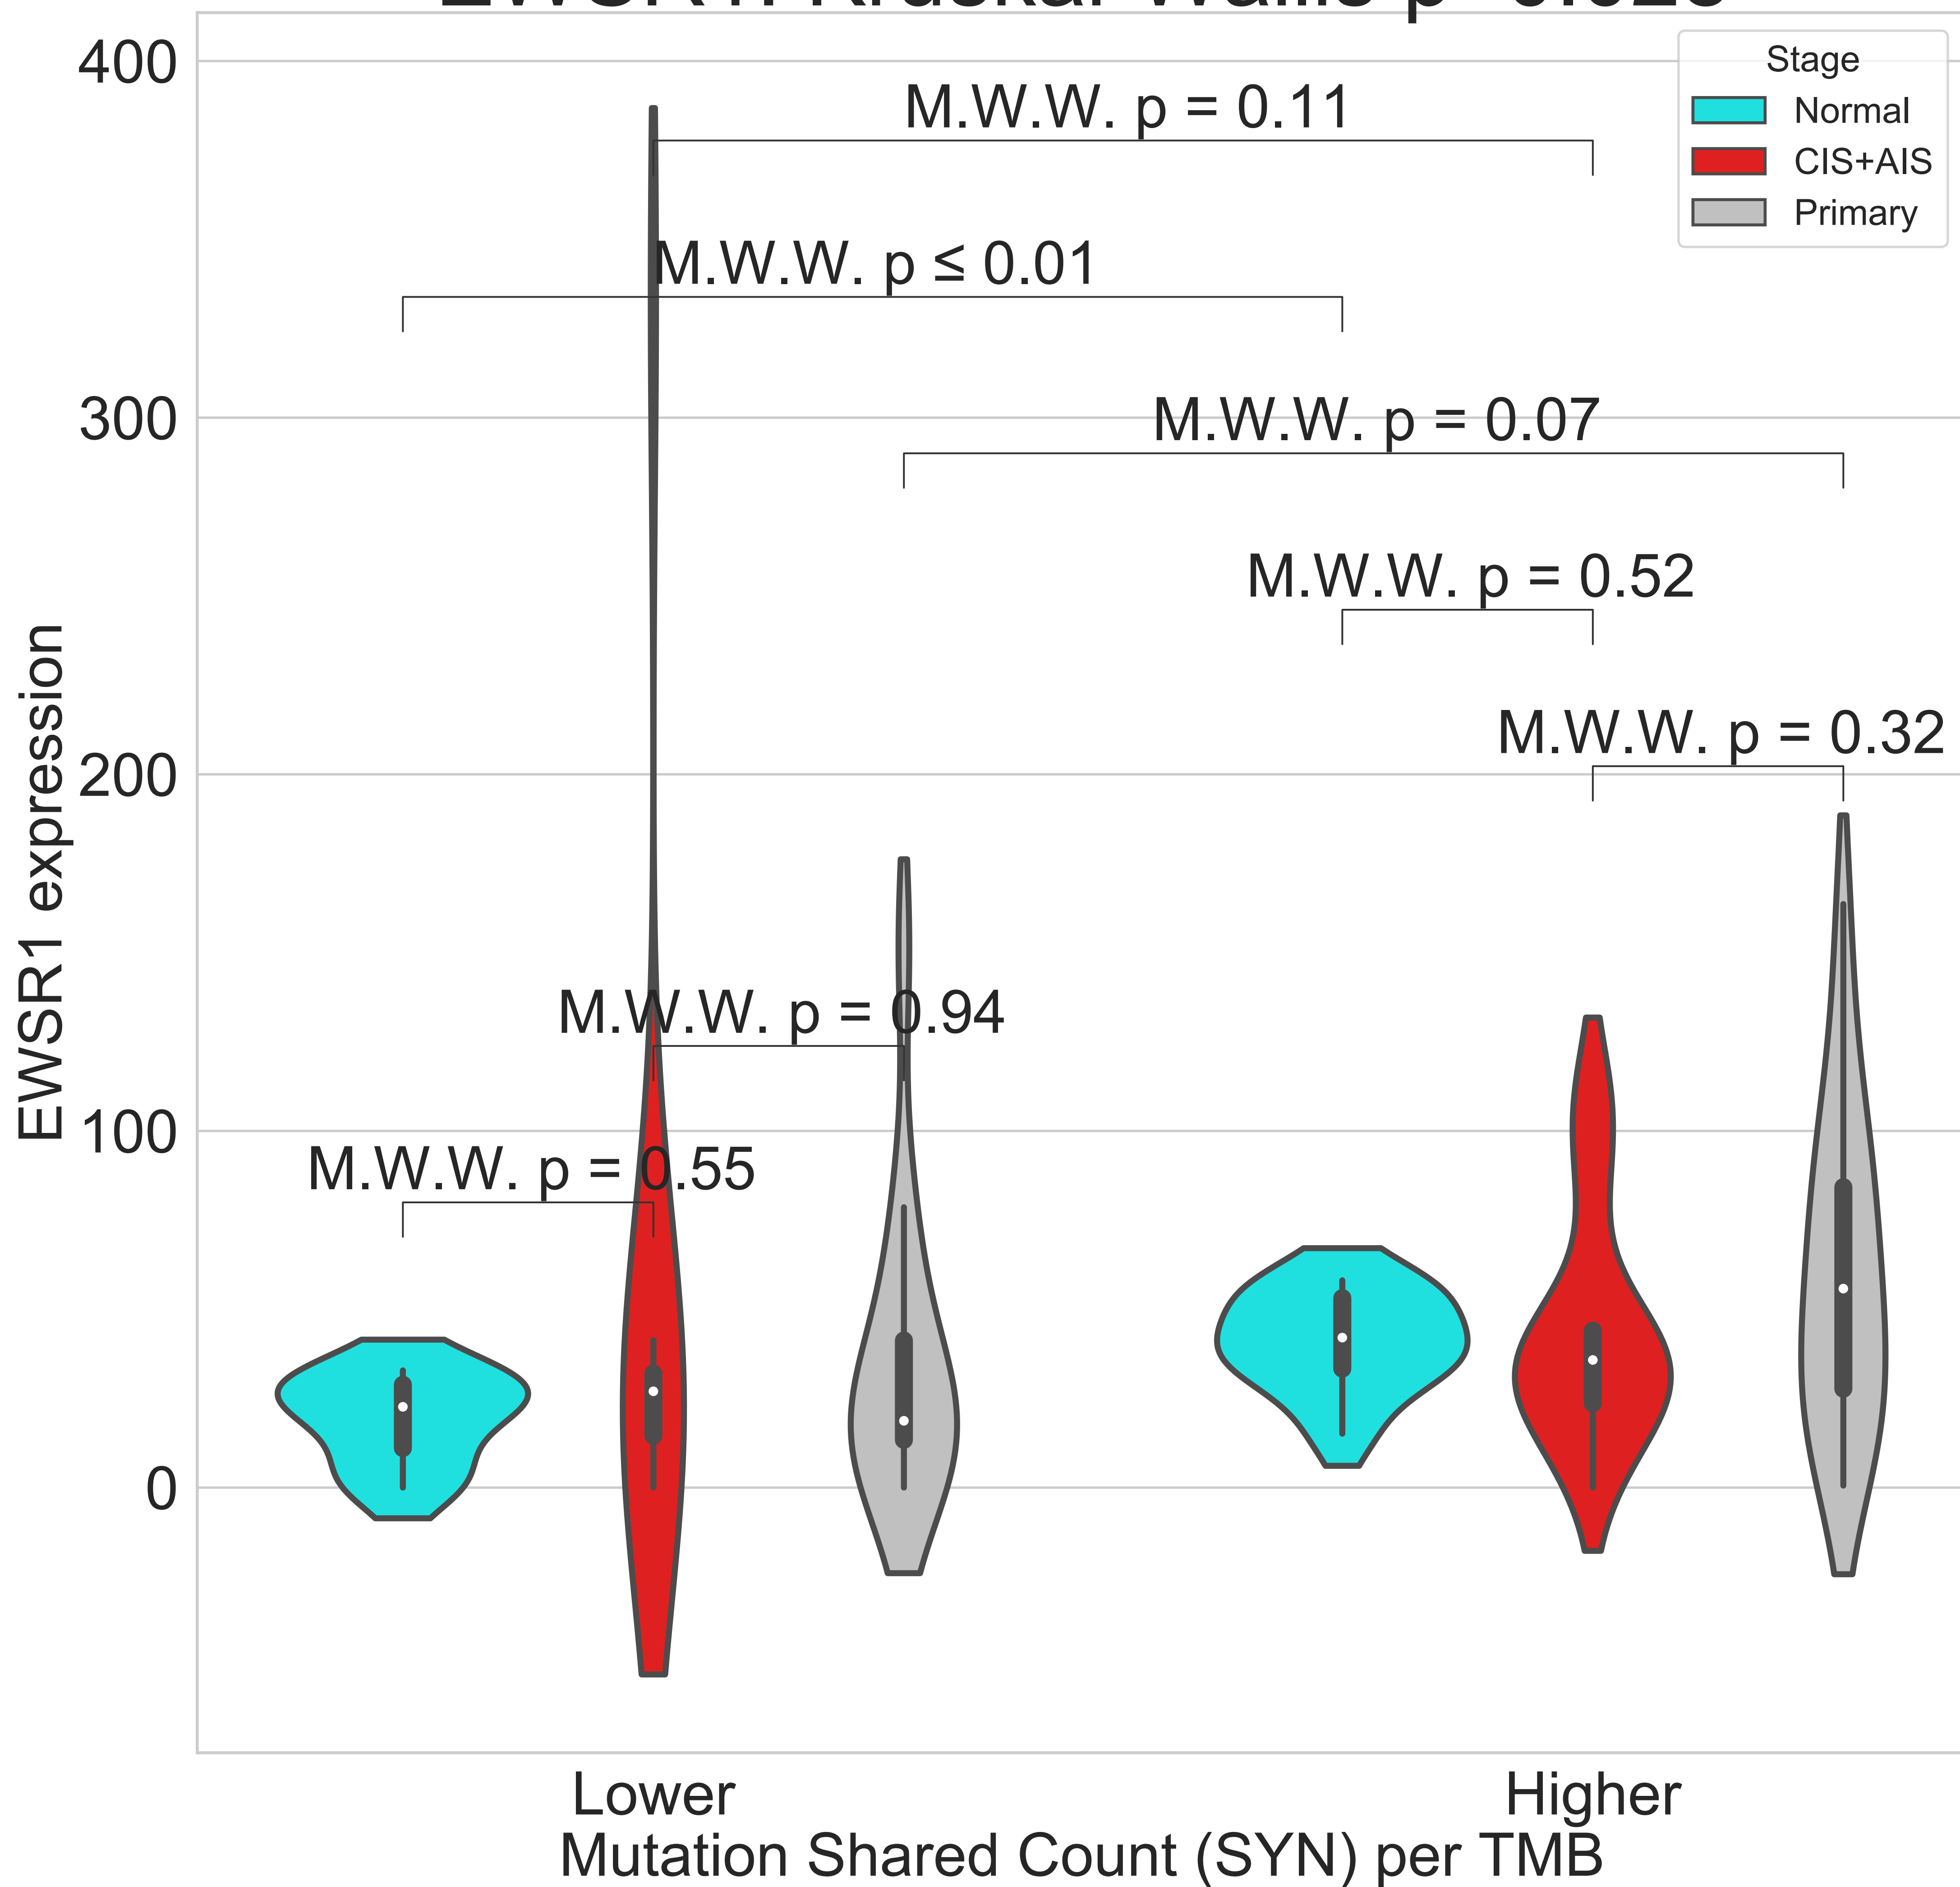 400
M.W.W. p = 0.11
Stage
Normal
CIS+AIS
Primary
M.W.W. p ≤ 0.01
300
M.W.W. p = 0.07
M.W.W. p = 0.52
200
M.W.W. p = 0.32
EWSR1 expression
M.W.W. p = 0.94
100
M.W.W. p = 0.55
0
Lower
Higher
Mutation Shared Count (SYN) per TMB